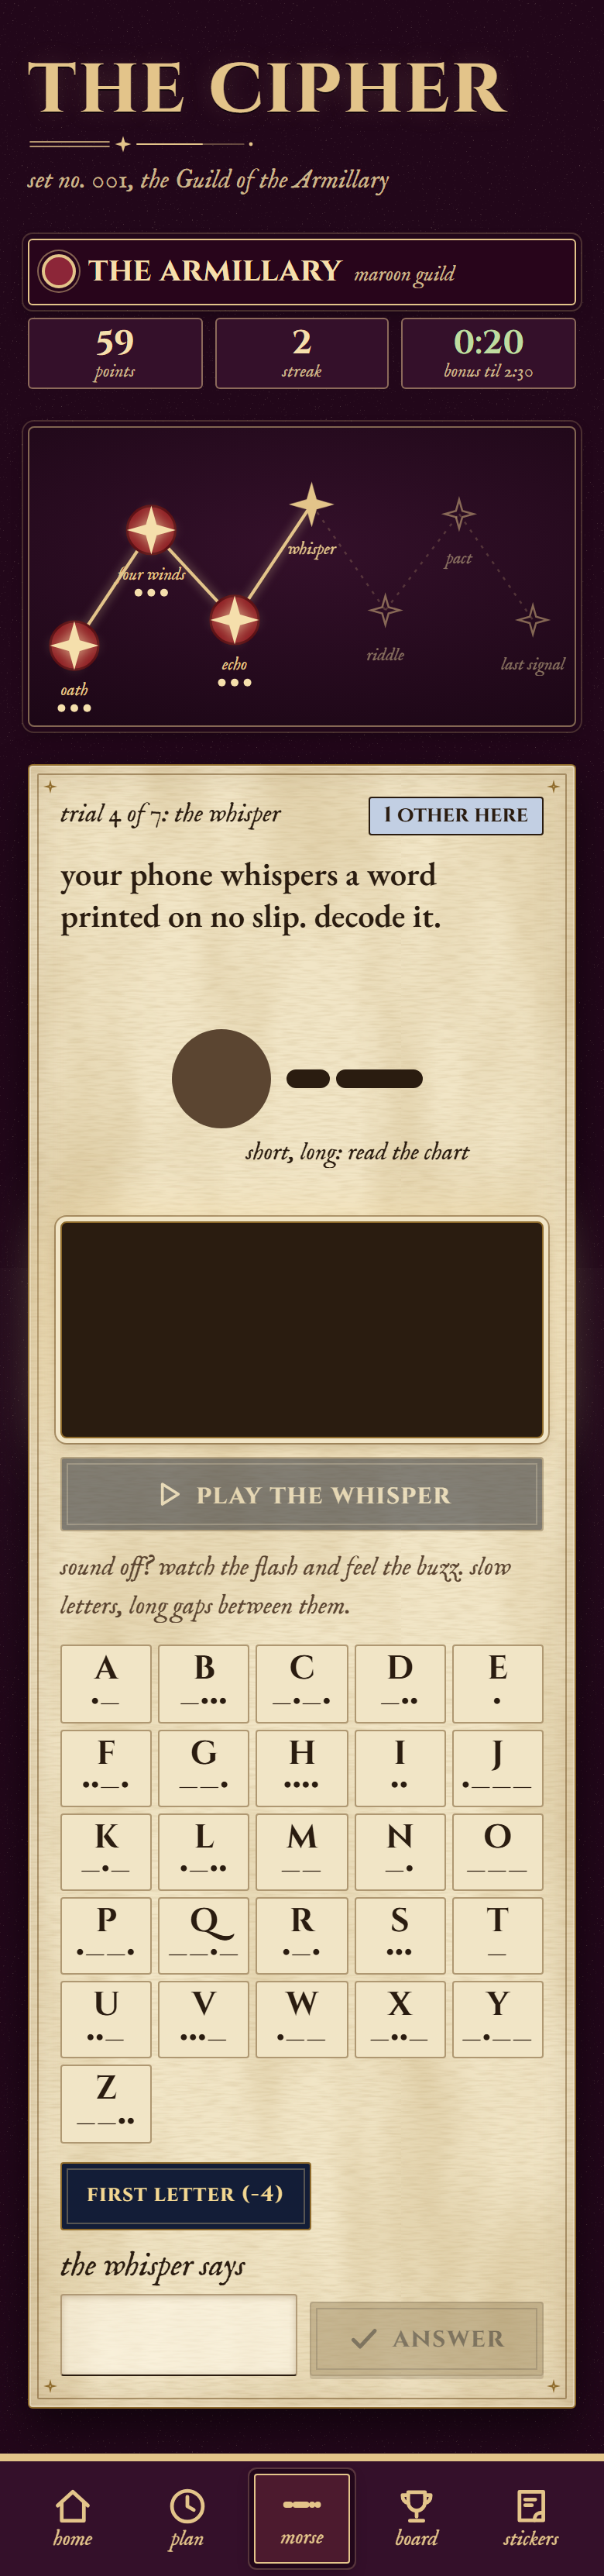 THE CIPHER
set no. 001, the Guild of the Armillary
THE ARMILLARY maroon guild
59
points
2
streak
0:20
bonus til 2:30
four winds
whisper
pact
oath
echo
riddle
last signal
trial 4 of 7: the whisper
1 OTHER HERE
your phone whispers a word
printed on no slip. decode it.
short, long: read the chart
PLAY THE WHISPER
sound off? watch the flash and feel the buzz. slow
letters, long gaps between them.
A B C D E
•— —••• —•—• —•• •
F G H I J
••—• ——• •••• •• •———
K L M N O
—•— •—•• —— —• ———
P Q R S T
•——• ——•— •—• ••• —
U V W X Y
••— •••— •—— —••— —•——
Z
——••
FIRST LETTER (-4)
the whisper says
ANSWER
home
plan
morse
board
stickers